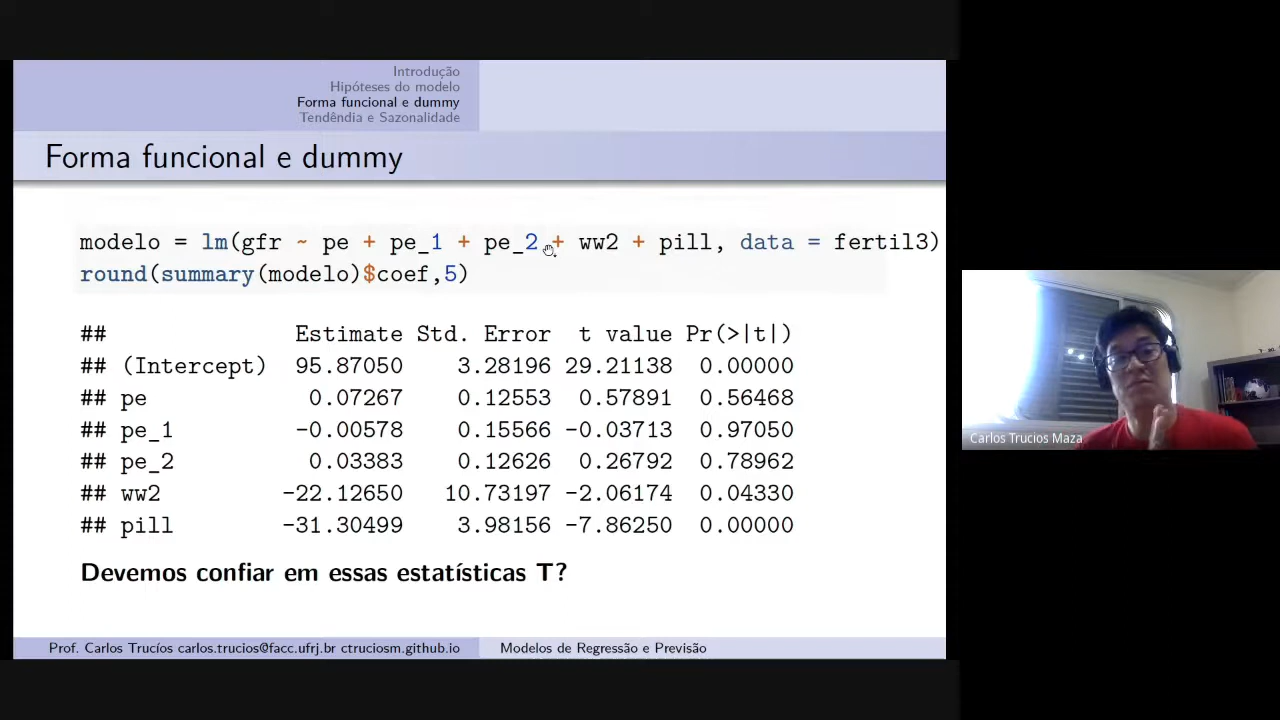 Introdução
Hipóteses do modelo
Forma funcional e dummy
Tendêndia e Sazonalidade
Forma funcional e dummy
modelo = lm(gfr ~ pe + pe_1 + pe_2 + ww2 + pill, data = fertil3)
round(summary(modelo)$coef,5)
## Estimate Std. Error t value Pr(>|t|)
## (Intercept) 95.87050 3.28196 29.21138 0.00000
## pe 0.07267 0.12553 0.57891 0.56468
## pe_1 -0.00578 0.15566 -0.03713 0.97050
## pe_2 0.03383 0.12626 0.26792 0.78962
## ww2 -22.12650 10.73197 -2.06174 0.04330
## pill -31.30499 3.98156 -7.86250 0.00000
Devemos confiar em essas estatísticas T?
Prof. Carlos Trucíos carlos.trucios@facc.ufrj.br ctruciosm.github.io
Modelos de Regressão e Previsão
Carlos Trucios Maza